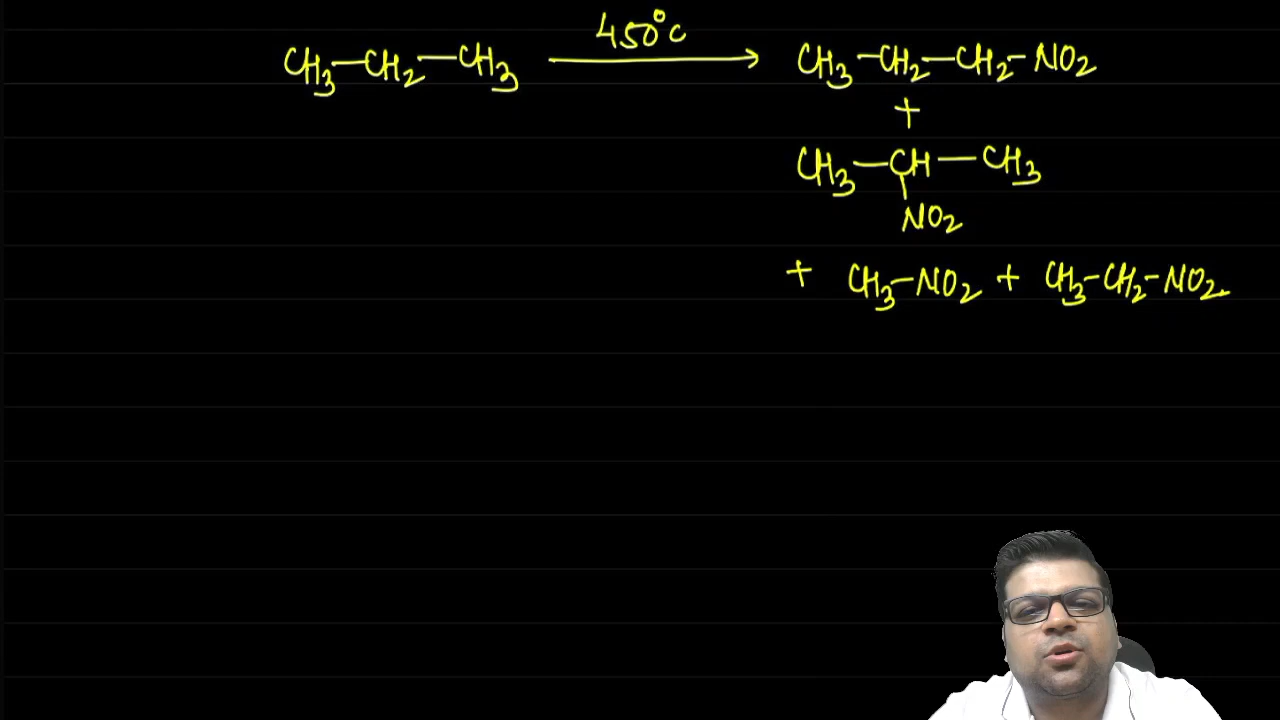 450°C
CH3—CH2—CH3 ⟶ CH3—CH2—CH2—NO2
+
CH3—CH—CH3
NO2
+ CH3—NO2 + CH3—CH2—NO2.